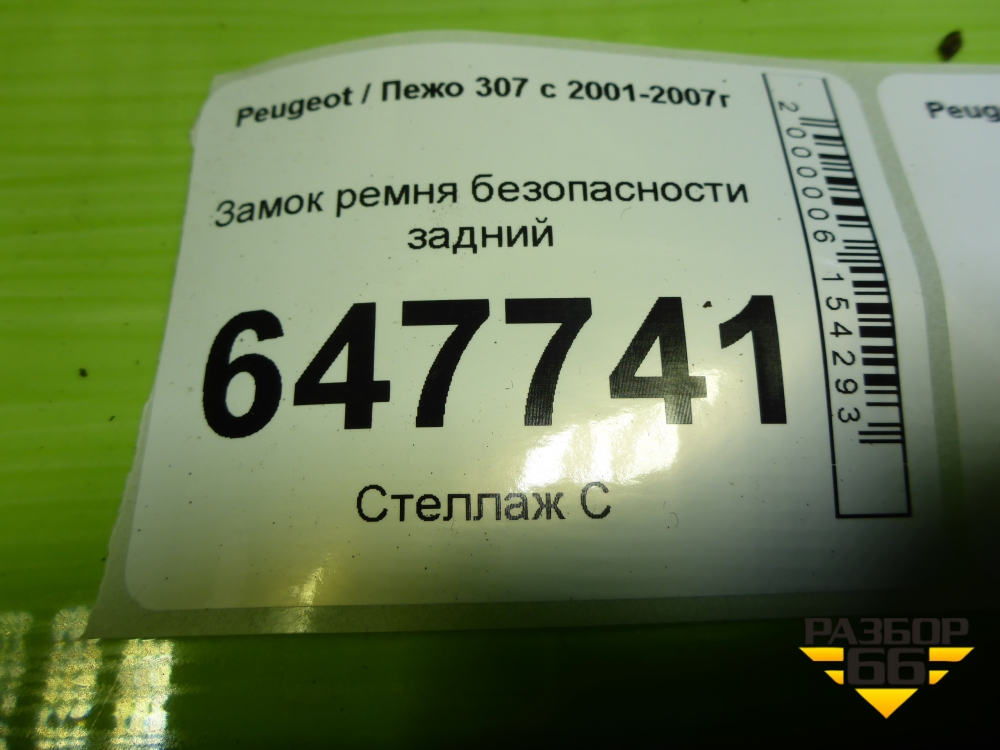 Peugeot / Пежо 307 с 2001-2007г
Замок ремня безопасности
задний
647741
Стеллаж С
2000006154293
Peug
РАЗБОР
66